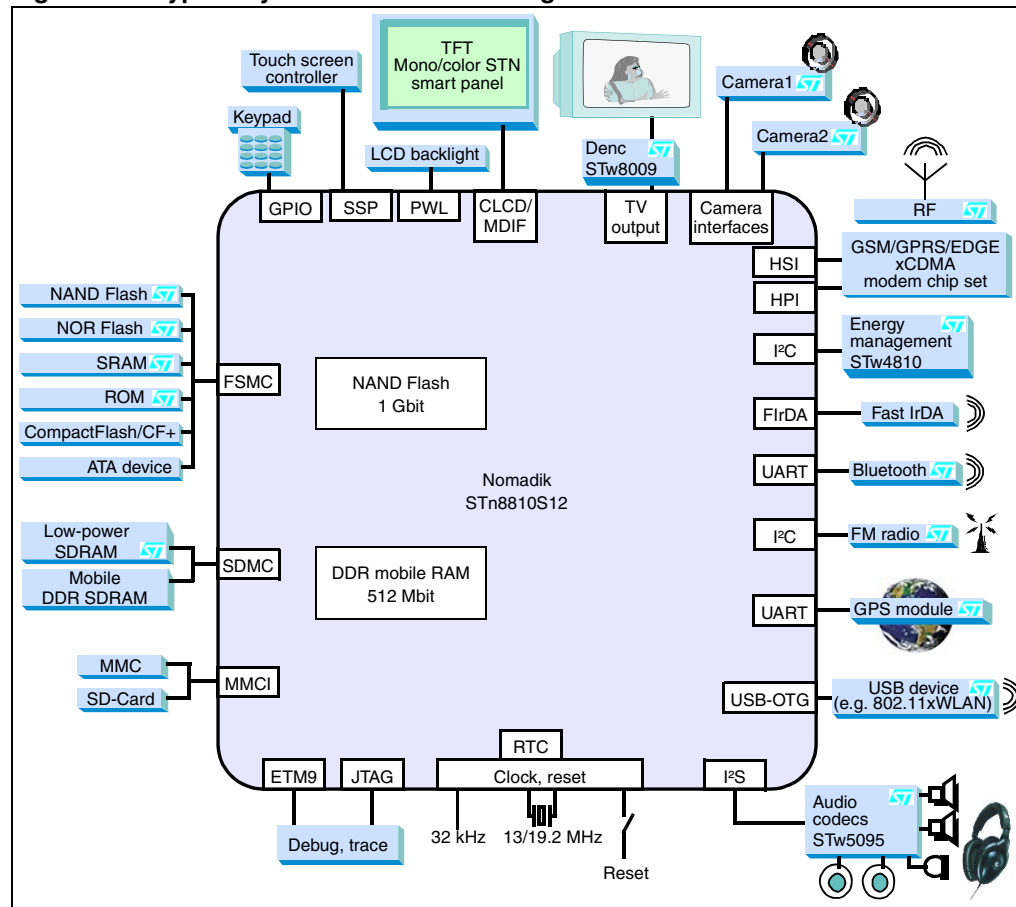 TFT
Mono/color STN
smart panel
Touch screen
controller
Keypad
LCD backlight
Denc
STw8009
Camera1
Camera2
RF
GPIO
SSP
PWL
CLCD/
MDIF
TV
output
Camera
interfaces
HSI
HPI
GSM/GPRS/EDGE
xCDMA
modem chip set
I²C
Energy
management
STw4810
FIrDA
Fast IrDA
UART
Bluetooth
I²C
FM radio
UART
GPS module
USB-OTG
USB device
(e.g. 802.11xWLAN)
NAND Flash
NOR Flash
SRAM
ROM
CompactFlash/CF+
ATA device
FSMC
NAND Flash
1 Gbit
Nomadik
STn8810S12
Low-power
SDRAM
Mobile
DDR SDRAM
SDMC
DDR mobile RAM
512 Mbit
MMC
SD-Card
MMCI
ETM9
JTAG
RTC
Clock, reset
I²S
Debug, trace
32 kHz
13/19.2 MHz
Reset
Audio
codecs
STw5095